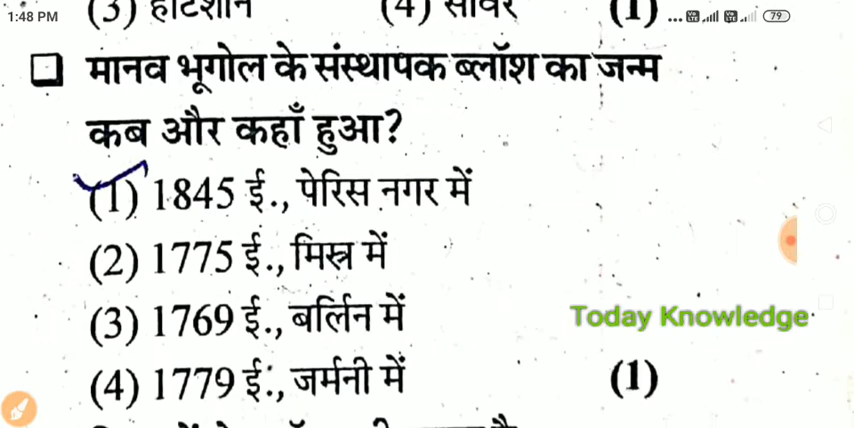 1:48 PM
(3) हार्टशोर्न (4) सावर (1) ... 79
मानव भूगोल के संस्थापक ब्लॉश का जन्म
कब और कहाँ हुआ?
(1) 1845 ई., पेरिस नगर में
(2) 1775 ई., मिस्त्र में
(3) 1769 ई., बर्लिन में
Today Knowledge
(4) 1779 ई., जर्मनी में (1)